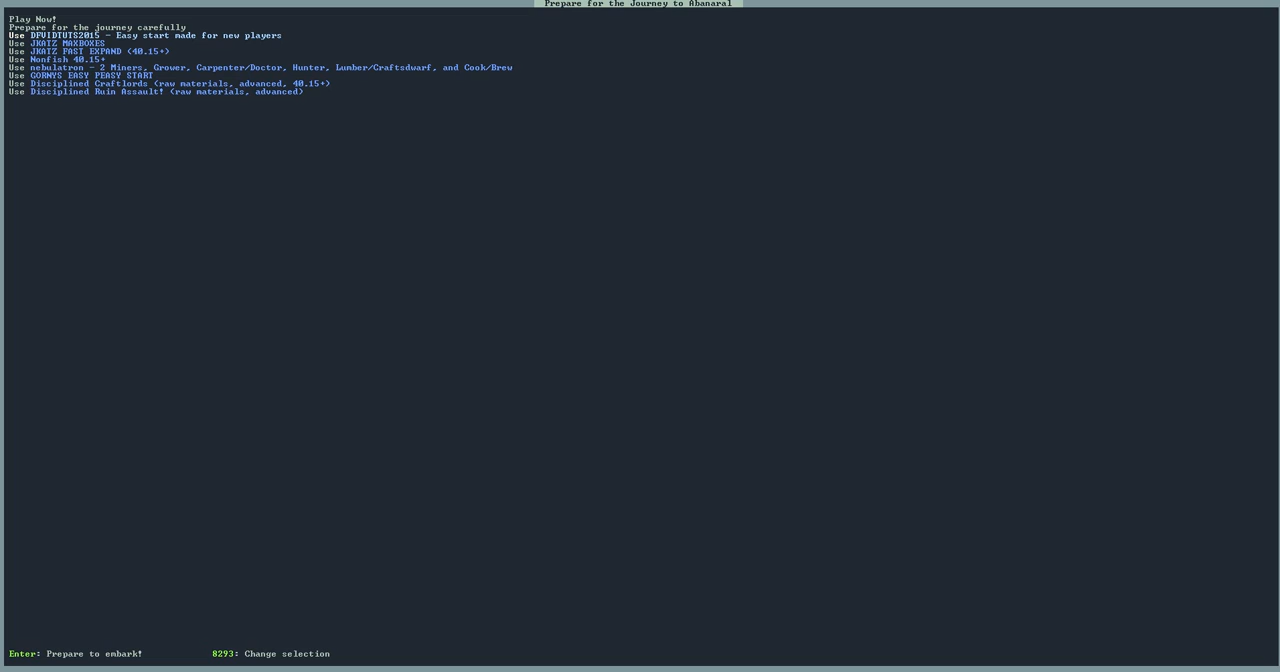 Prepare for the Journey to Abanaral
Play Now!
Prepare for the journey carefully
Use DFVIDTUTS2015 - Easy start made for new players
Use JKATZ MAXBOXES
Use JKATZ FAST EXPAND (40.15+)
Use Nonfish 40.15+
Use nebulatron - 2 Miners, Grower, Carpenter/Doctor, Hunter, Lumber/Craftsdwarf, and Cook/Brew
Use GORNYS EASY PEASY START
Use Disciplined Craftlords (raw materials, advanced, 40.15+)
Use Disciplined Ruin Assault! (raw materials, advanced)
Enter: Prepare to embark! 8293: Change selection